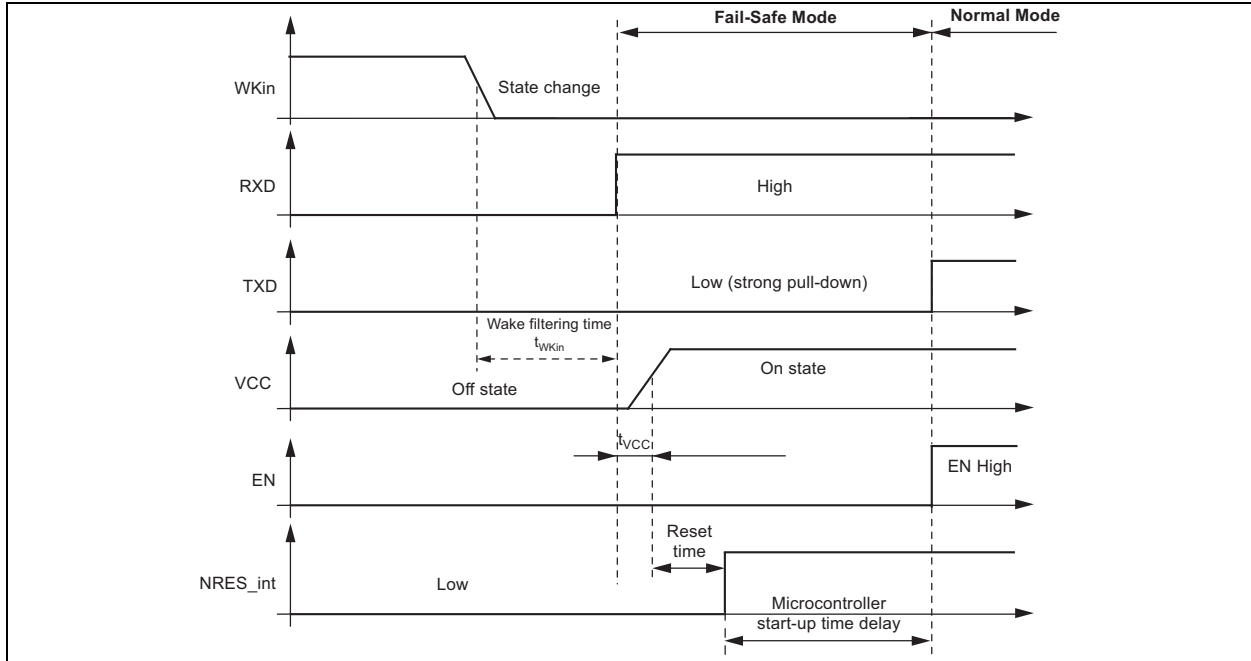 Fail-Safe Mode
Normal Mode
WKin
State change
RXD
High
TXD
Low (strong pull-down)
Wake filtering time
tWKin
VCC
Off state
On state
tVCC
EN
EN High
Reset
time
NRES_int
Low
Microcontroller
start-up time delay